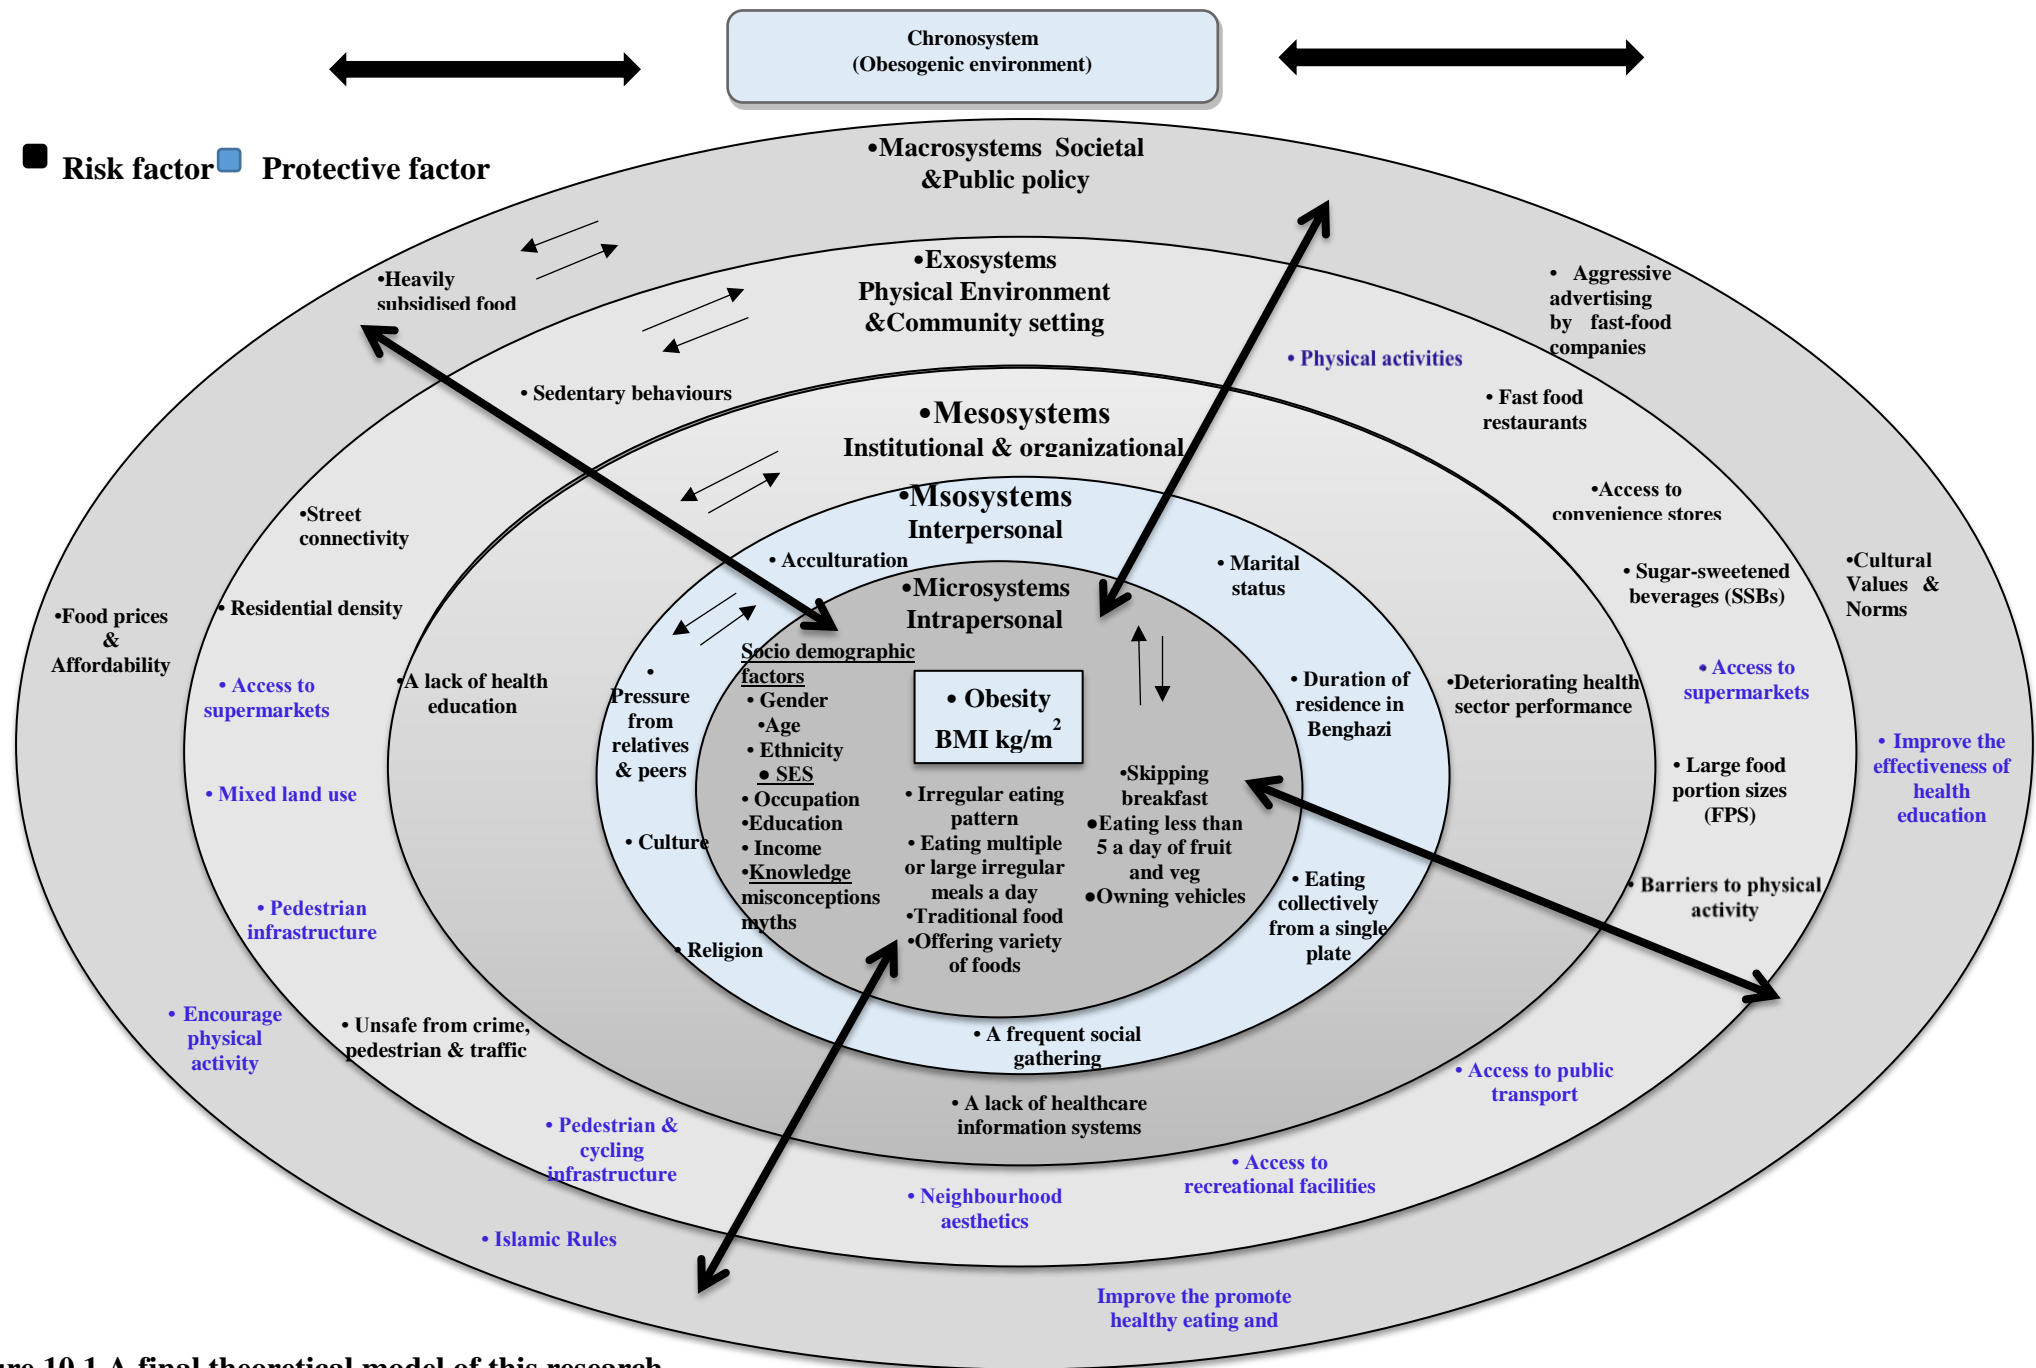 Chronosystem
(Obesogenic environment)
Risk factor
Protective factor
•Macrosystems Societal
&Public policy
•Heavily
subsidised food
• Aggressive
advertising
by fast-food
companies
•Exosystems
Physical Environment
&Community setting
• Physical activities
• Sedentary behaviours
• Fast food
restaurants
•Mesosystems
Institutional & organizational
•Street
connectivity
•Access to
convenience stores
•Msosystems
Interpersonal
• Acculturation
• Marital
status
• Sugar-sweetened
beverages (SSBs)
•Cultural
Values &
Norms
•Food prices
&
Affordability
• Residential density
•Microsystems
Intrapersonal
• Access to
supermarkets
•A lack of health
education
•
Pressure
from
relatives
& peers
Socio demographic
factors
• Gender
•Age
• Ethnicity
● SES
• Occupation
•Education
• Income
•Knowledge
misconceptions
myths
• Obesity
BMI kg/m2
• Duration of
residence in
Benghazi
•Deteriorating health
sector performance
• Access to
supermarkets
• Improve the
effectiveness of
health
education
• Mixed land use
• Irregular eating
pattern
• Eating multiple
or large irregular
meals a day
•Traditional food
•Offering variety
of foods
•Skipping
breakfast
●Eating less than
5 a day of fruit
and veg
●Owning vehicles
• Large food
portion sizes
(FPS)
• Culture
• Eating
collectively
from a single
plate
• Barriers to physical
activity
• Pedestrian
infrastructure
• Religion
• Encourage
physical
activity
• Unsafe from crime,
pedestrian & traffic
• A frequent social
gathering
• Access to public
transport
• A lack of healthcare
information systems
• Pedestrian &
cycling
infrastructure
• Access to
recreational facilities
• Neighbourhood
aesthetics
• Islamic Rules
Improve the promote
healthy eating and
ure 10.1 A final theoretical model of this research